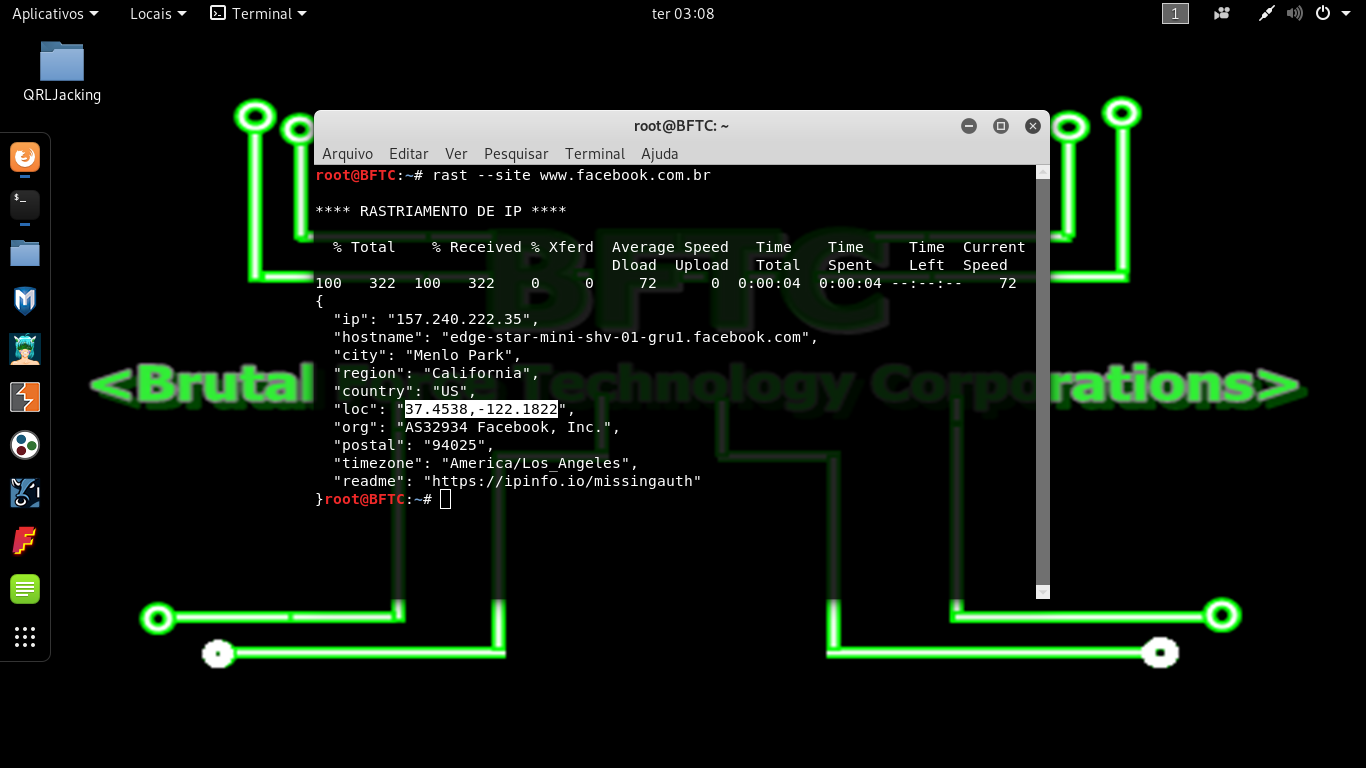 Aplicativos Locais Terminal ter 03:08 1
QRLJacking
root@BFTC: ~
Arquivo Editar Ver Pesquisar Terminal Ajuda
root@BFTC:~# rast --site www.facebook.com.br
**** RASTRIAMENTO DE IP ****
% Total % Received % Xferd Average Speed Time Time Time Current
Dload Upload Total Spent Left Speed
100 322 100 322 0 0 72 0 0:00:04 0:00:04 --:--:-- 72
{
"ip": "157.240.222.35",
"hostname": "edge-star-mini-shv-01-gru1.facebook.com",
"city": "Menlo Park",
"region": "California",
"country": "US",
"loc": "37.4538,-122.1822",
"org": "AS32934 Facebook, Inc.",
"postal": "94025",
"timezone": "America/Los_Angeles",
"readme": "https://ipinfo.io/missingauth"
}root@BFTC:~#
BFTC
<Brutal Technology Corporations>